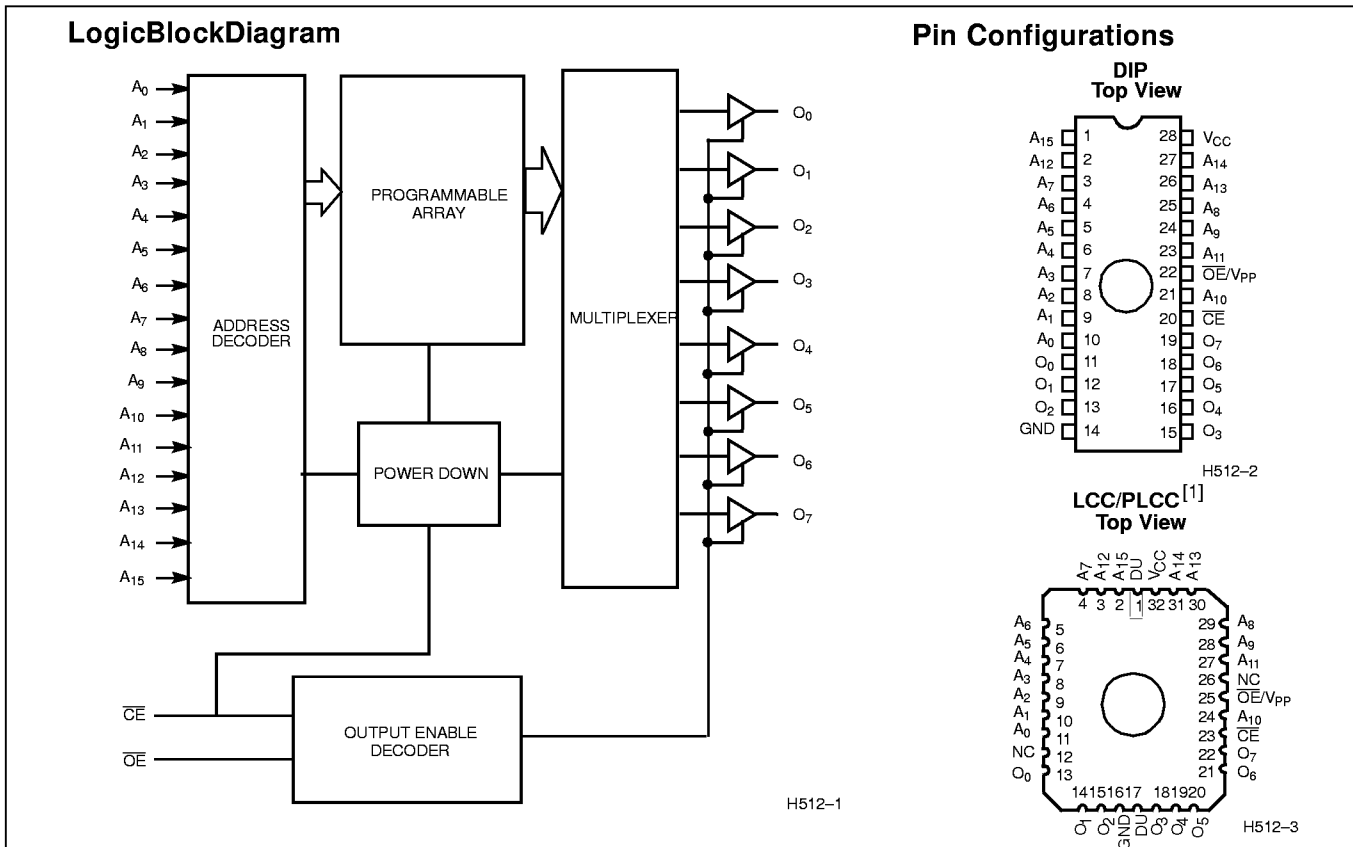 LogicBlockDiagram
A0
A1
A2
A3
A4
A5
A6
A7
A8
A9
A10
A11
A12
A13
A14
A15
ADDRESS
DECODER
PROGRAMMABLE
ARRAY
MULTIPLEXER
POWER DOWN
O0
O1
O2
O3
O4
O5
O6
O7
CE
OE
OUTPUT ENABLE
DECODER
H512–1
Pin Configurations
DIP
Top View
A15 1 28 VCC
A12 2 27 A14
A7 3 26 A13
A6 4 25 A8
A5 5 24 A9
A4 6 23 A11
A3 7 22 OE/VPP
A2 8 21 A10
A1 9 20 CE
A0 10 19 O7
O0 11 18 O6
O1 12 17 O5
O2 13 16 O4
GND 14 15 O3
H512–2
LCC/PLCC [1]
Top View
A7 A12 A15 DU VCC A14 A13
4 3 2 1 32 31 30
A6 5 29 A8
A5 6 28 A9
A4 7 27 A11
A3 8 26 NC
A2 9 25 OE/VPP
A1 10 24 A10
A0 11 23 CE
NC 12 22 O7
O0 13 21 O6
14 15 16 17 18 19 20
O1 O2 GND DU O3 O4 O5
H512–3